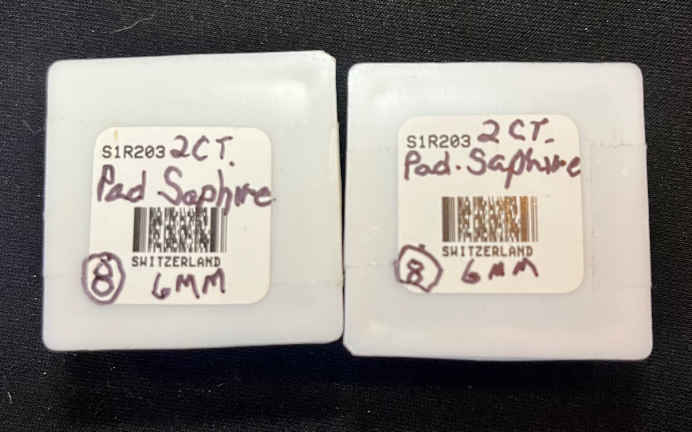 S1R203 2CT.
Pad.Saphire
SWITZERLAND
8 6MM
S1R203 2CT.
Pad.Saphire
SWITZERLAND
8 6MM